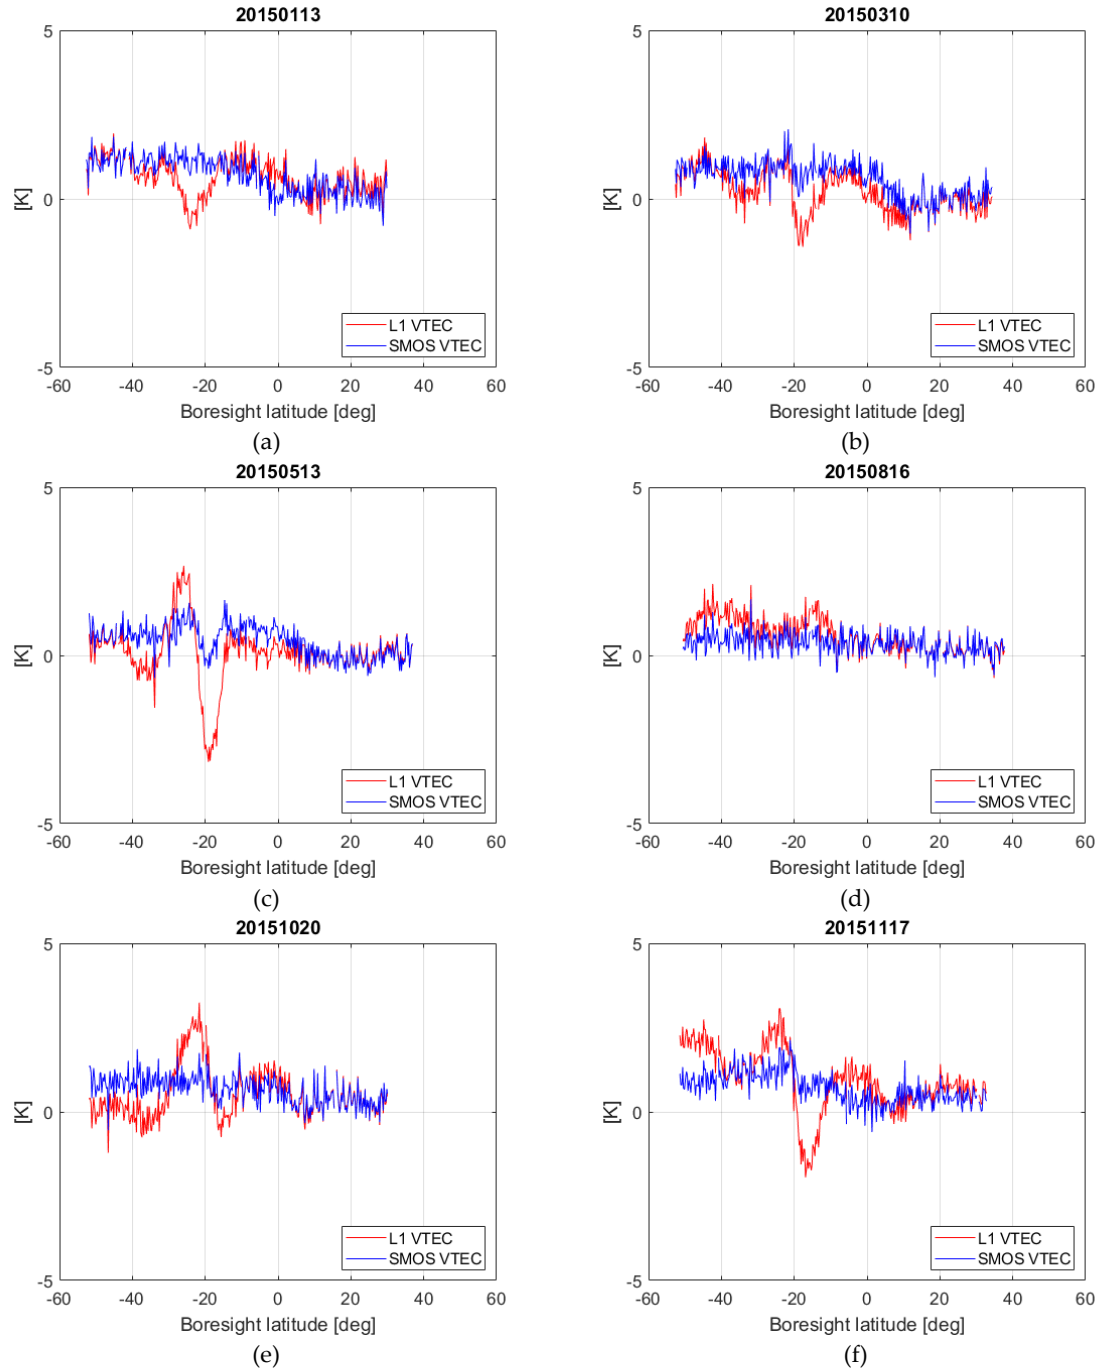 20150113
5
0
-5
[K]
L1 VTEC
SMOS VTEC
-60 -40 -20 0 20 40 60
Boresight latitude [deg]
(a)
20150310
5
0
-5
[K]
L1 VTEC
SMOS VTEC
-60 -40 -20 0 20 40 60
Boresight latitude [deg]
(b)
20150513
5
0
-5
[K]
L1 VTEC
SMOS VTEC
-60 -40 -20 0 20 40 60
Boresight latitude [deg]
(c)
20150816
5
0
-5
[K]
L1 VTEC
SMOS VTEC
-60 -40 -20 0 20 40 60
Boresight latitude [deg]
(d)
20151020
5
0
-5
[K]
L1 VTEC
SMOS VTEC
-60 -40 -20 0 20 40 60
Boresight latitude [deg]
(e)
20151117
5
0
-5
[K]
L1 VTEC
SMOS VTEC
-60 -40 -20 0 20 40 60
Boresight latitude [deg]
(f)